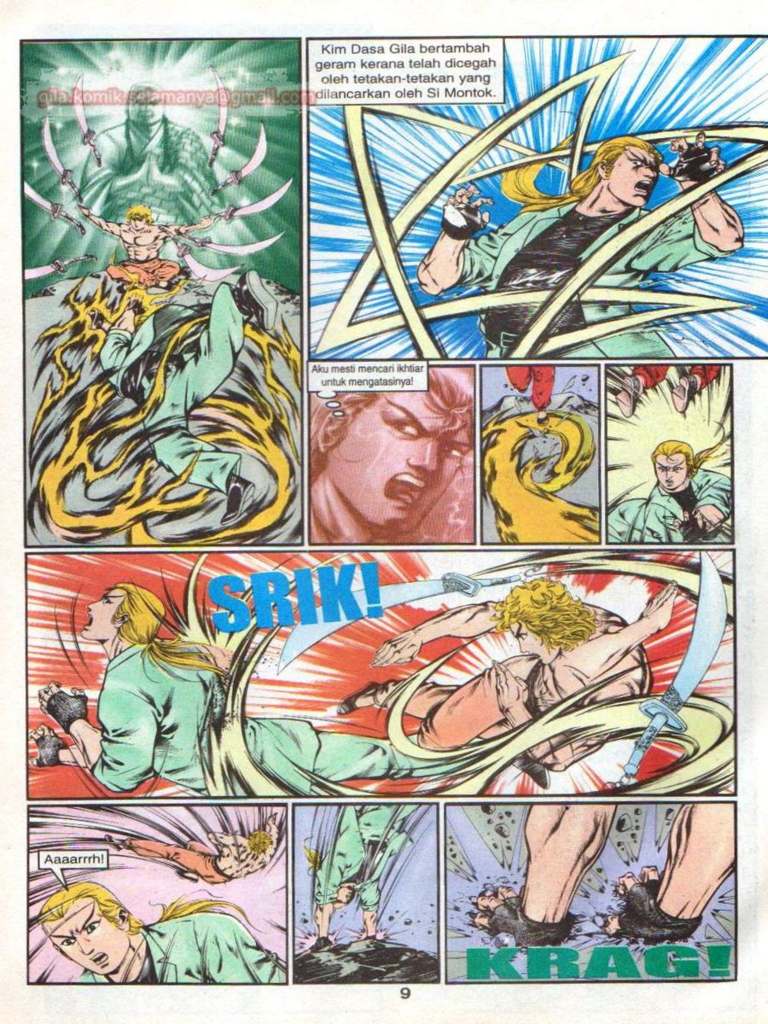 gila.komik.selamanya@gmail.com
Kim Dasa Gila bertambah
geram kerana telah dicegah
oleh tetakan-tetakan yang
dilancarkan oleh Si Montok.
Aku mesti mencari ikhtiar
untuk mengatasinya!
SRIK!
Aaaarrrh!
KRAG!
9